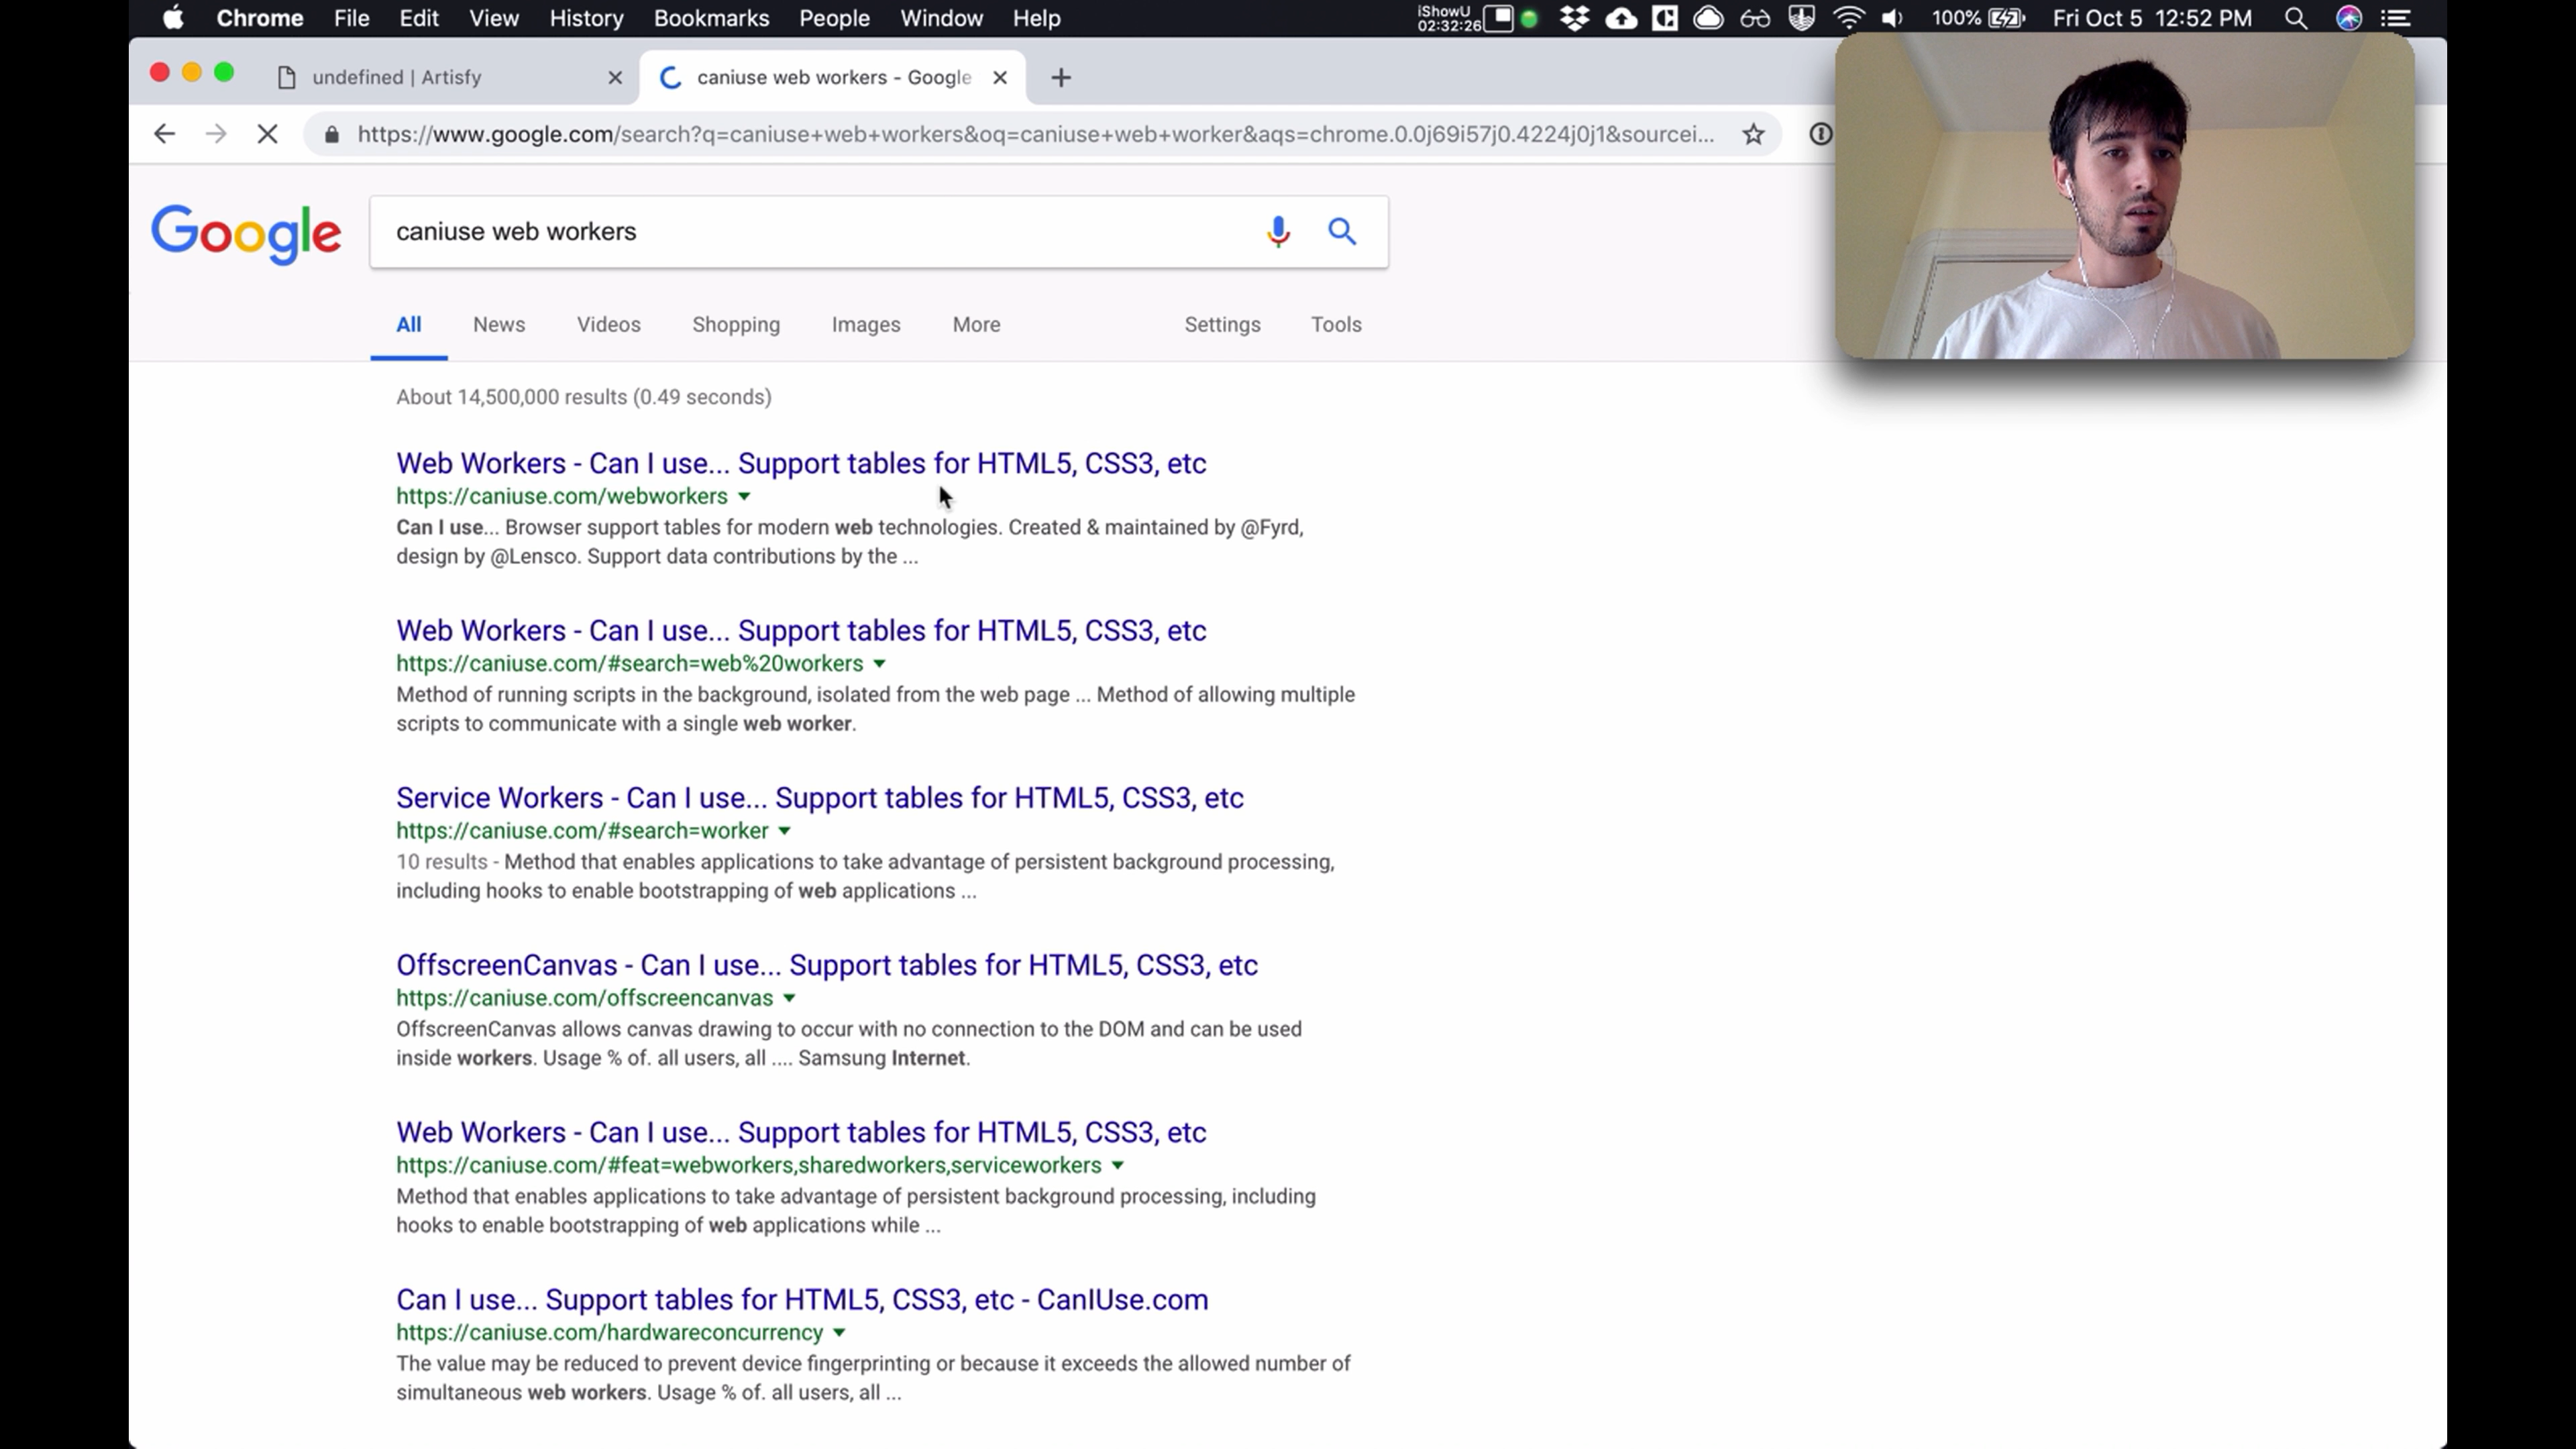 Chrome File Edit View History Bookmarks People Window Help iShowU 02:32:26 100% Fri Oct 5 12:52 PM
undefined | Artisfy
caniuse web workers - Google
https://www.google.com/search?q=caniuse+web+workers&oq=caniuse+web+worker&aqs=chrome.0.0j69i57j0.4224j0j1&sourcei...
Google
caniuse web workers
All News Videos Shopping Images More Settings Tools
About 14,500,000 results (0.49 seconds)
Web Workers - Can I use... Support tables for HTML5, CSS3, etc
https://caniuse.com/webworkers
Can I use... Browser support tables for modern web technologies. Created & maintained by @Fyrd,
design by @Lensco. Support data contributions by the ...
Web Workers - Can I use... Support tables for HTML5, CSS3, etc
https://caniuse.com/#search=web%20workers
Method of running scripts in the background, isolated from the web page ... Method of allowing multiple
scripts to communicate with a single web worker.
Service Workers - Can I use... Support tables for HTML5, CSS3, etc
https://caniuse.com/#search=worker
10 results - Method that enables applications to take advantage of persistent background processing,
including hooks to enable bootstrapping of web applications ...
OffscreenCanvas - Can I use... Support tables for HTML5, CSS3, etc
https://caniuse.com/offscreencanvas
OffscreenCanvas allows canvas drawing to occur with no connection to the DOM and can be used
inside workers. Usage % of. all users, all .... Samsung Internet.
Web Workers - Can I use... Support tables for HTML5, CSS3, etc
https://caniuse.com/#feat=webworkers,sharedworkers,serviceworkers
Method that enables applications to take advantage of persistent background processing, including
hooks to enable bootstrapping of web applications while ...
Can I use... Support tables for HTML5, CSS3, etc - CanIUse.com
https://caniuse.com/hardwareconcurrency
The value may be reduced to prevent device fingerprinting or because it exceeds the allowed number of
simultaneous web workers. Usage % of. all users, all ...